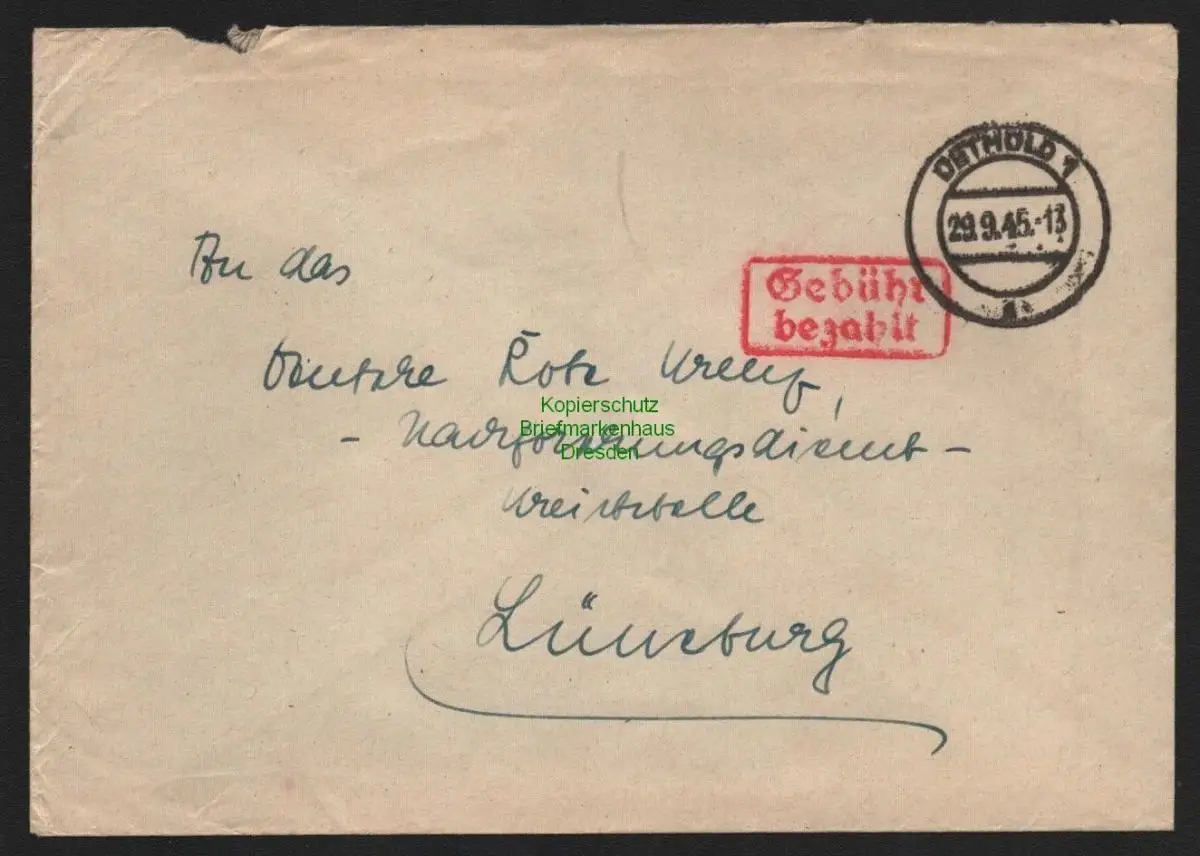 DETMOLD 1
29.9.45.-13
Gebühr
bezahlt
An das
Deutsche Rote Kreuz,
Kopierschutz
Briefmarkenhaus
Dresden
- Nachforschungsdienst -
Kreisstelle
Lüneburg